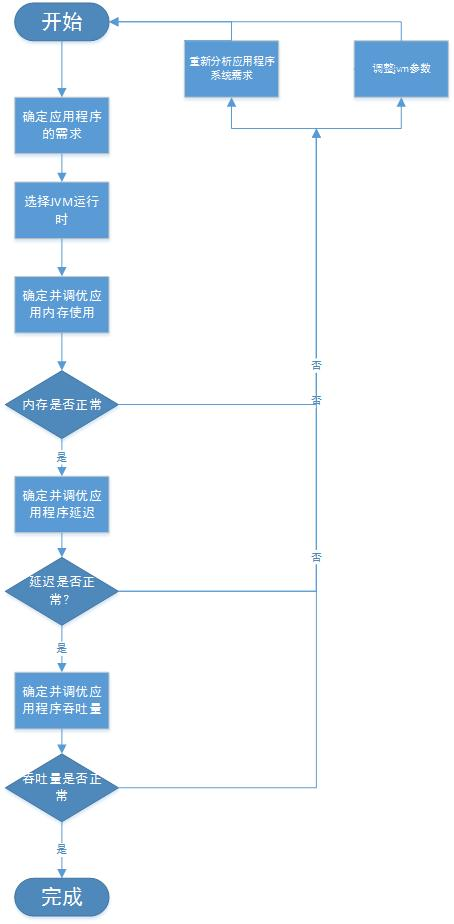 开始
重新分析应用程序
系统需求
调整jvm参数
确定应用程序
的需求
选择JVM运行
时
确定并调优应
用内存使用
否
内存是否正常
否
是
确定并调优应
用程序延迟
否
延迟是否正
常？
是
确定并调优应
用程序吞吐量
吞吐量是否正
常
是
完成